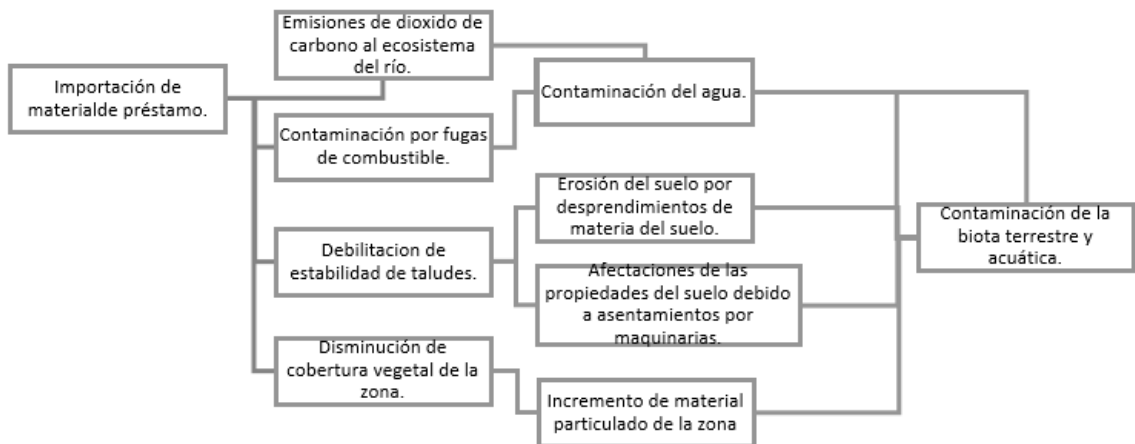 Importación de
materialde préstamo.
Emisiones de dioxido de
carbono al ecosistema
del río.
Contaminación por fugas
de combustible.
Debilitacion de
estabilidad de taludes.
Disminución de
cobertura vegetal de la
zona.
Contaminación del agua.
Erosión del suelo por
desprendimientos de
materia del suelo.
Afectaciones de las
propiedades del suelo debido
a asentamientos por
maquinarias.
Incremento de material
particulado de la zona
Contaminación de la
biota terrestre y
acuática.